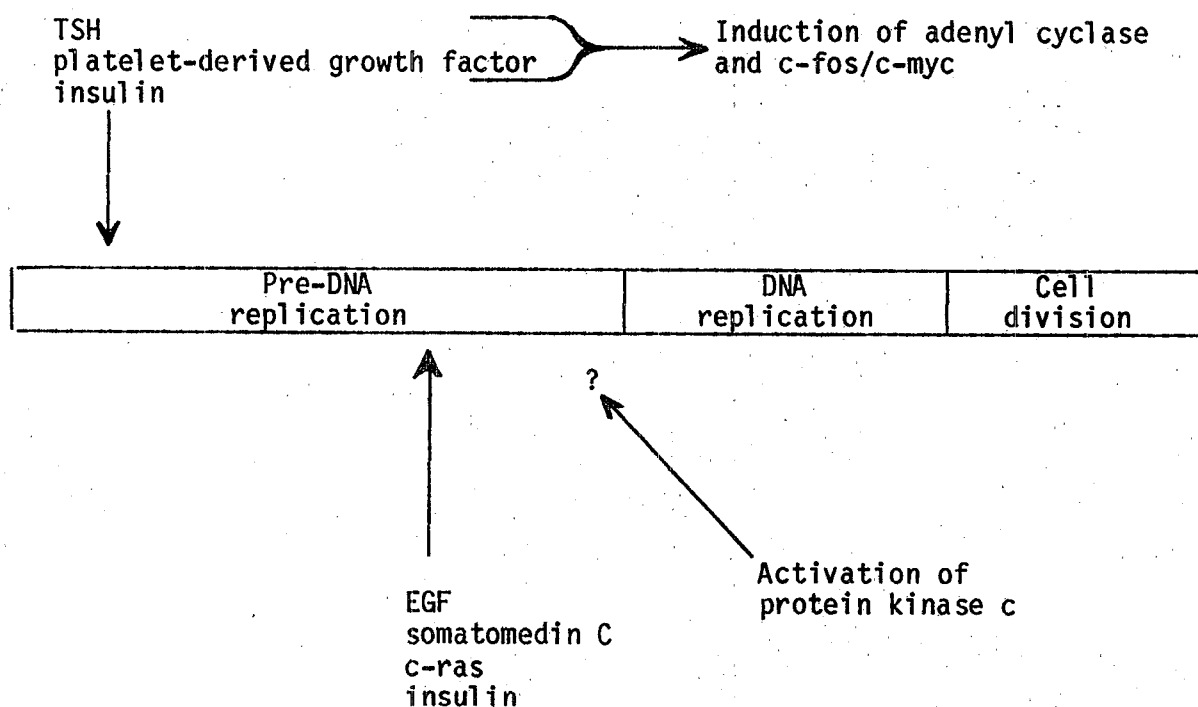 TSH
platelet-derived growth factor
insulin
Induction of adenyl cyclase
and c-fos/c-myc
Pre-DNA
replication
DNA
replication
Cell
division
?
EGF
somatomedin C
c-ras
insulin
Activation of
protein kinase c